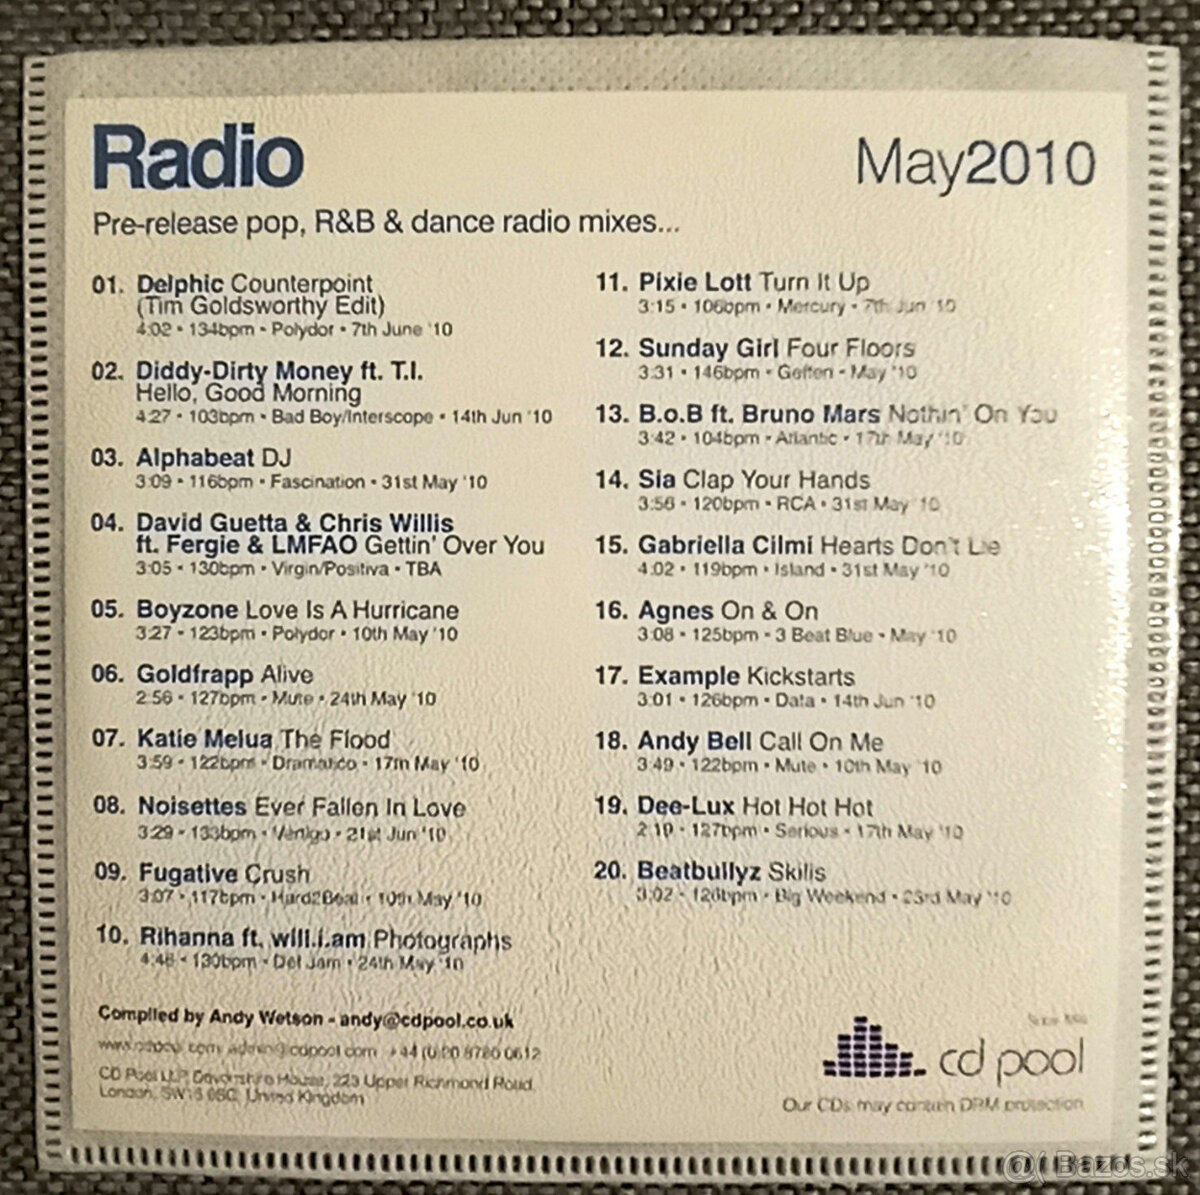 Radio
May2010
Pre-release pop, R&B & dance radio mixes...
01. Delphic Counterpoint
(Tim Goldsworthy Edit)
4:02 • 134bpm • Polydor • 7th June '10
02. Diddy-Dirty Money ft. T.I.
Hello, Good Morning
4:27 • 103bpm • Bad Boy/Interscope • 14th Jun '10
03. Alphabeat DJ
3:09 • 116bpm • Fascination • 31st May '10
04. David Guetta & Chris Willis
ft. Fergie & LMFAO Gettin' Over You
3:05 • 130bpm • Virgin/Positiva • TBA
05. Boyzone Love Is A Hurricane
3:27 • 123bpm • Polydor • 10th May '10
06. Goldfrapp Alive
2:56 • 127bpm • Mute • 24th May '10
07. Katie Melua The Flood
3:59 • 122bpm • Dramatico • 17th May '10
08. Noisettes Ever Fallen In Love
3:29 • 133bpm • Vertigo • 21st Jun '10
09. Fugative Crush
3:07 • 117bpm • Hard2Beat • 10th May '10
10. Rihanna ft. will.i.am Photographs
4:46 • 130bpm • Def Jam • 24th May '10
11. Pixie Lott Turn It Up
3:15 • 106bpm • Mercury • 7th Jun '10
12. Sunday Girl Four Floors
3:31 • 146bpm • Geffen • May '10
13. B.o.B ft. Bruno Mars Nothin' On You
3:42 • 104bpm • Atlantic • 17th May '10
14. Sia Clap Your Hands
3:56 • 120bpm • RCA • 31st May '10
15. Gabriella Cilmi Hearts Don't Lie
4:02 • 119bpm • Island • 31st May '10
16. Agnes On & On
3:08 • 125bpm • 3 Beat Blue • May '10
17. Example Kickstarts
3:01 • 126bpm • Data • 14th Jun '10
18. Andy Bell Call On Me
3:49 • 122bpm • Mute • 10th May '10
19. Dee-Lux Hot Hot Hot
2:19 • 127bpm • Serious • 17th May '10
20. Beatbullyz Skills
3:02 • 126bpm • Big Weekend • 23rd May '10
Compiled by Andy Wetson - andy@cdpool.co.uk
www.cdpool.com admin@cdpool.com +44 (0)20 8780 0612
CD Pool LLP, Devonshire House, 223 Upper Richmond Road
London, United Kingdom
cd pool
Our CDs may contain DRM protection
Bazos.sk